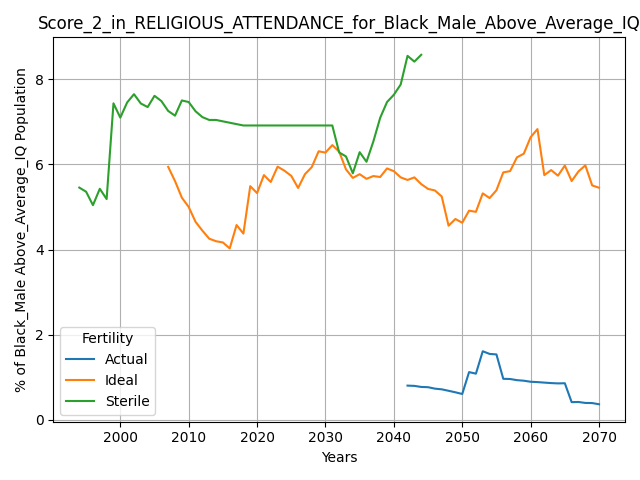 Score_2_in_RELIGIOUS_ATTENDANCE_for_Black_Male_Above_Average_IQ
% of Black_Male Above_Average_IQ Population
8
6
4
2
0
Fertility
Actual
Ideal
Sterile
2000 2010 2020 2030 2040 2050 2060 2070
Years